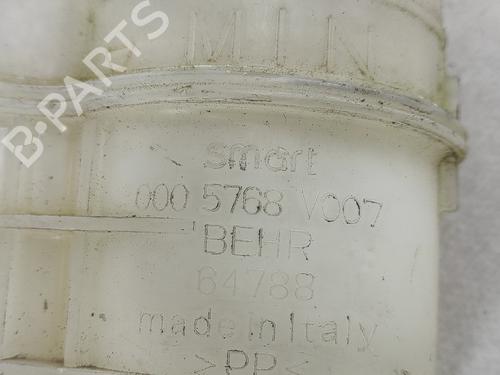 B-PARTS
MIN
smart
000 5768 V007
BEHR
64788
made in Italy
>PP<